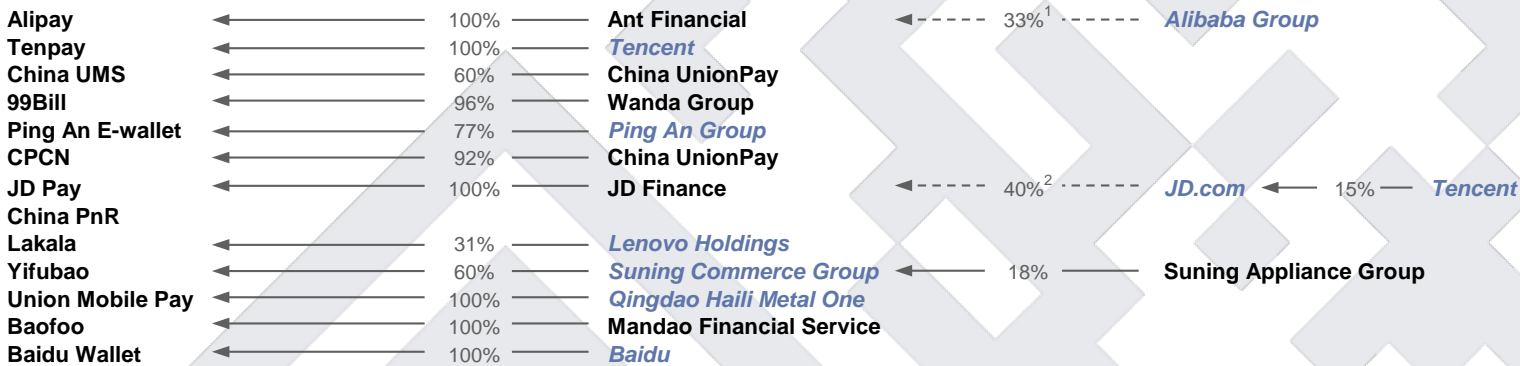 Alipay 100% Ant Financial 33%1 Alibaba Group
Tenpay 100% Tencent
China UMS 60% China UnionPay
99Bill 96% Wanda Group
Ping An E-wallet 77% Ping An Group
CPCN 92% China UnionPay
JD Pay 100% JD Finance 40%2 JD.com 15% Tencent
China PnR
Lakala 31% Lenovo Holdings
Yifubao 60% Suning Commerce Group 18% Suning Appliance Group
Union Mobile Pay 100% Qingdao Haili Metal One
Baofoo 100% Mandao Financial Service
Baidu Wallet 100% Baidu